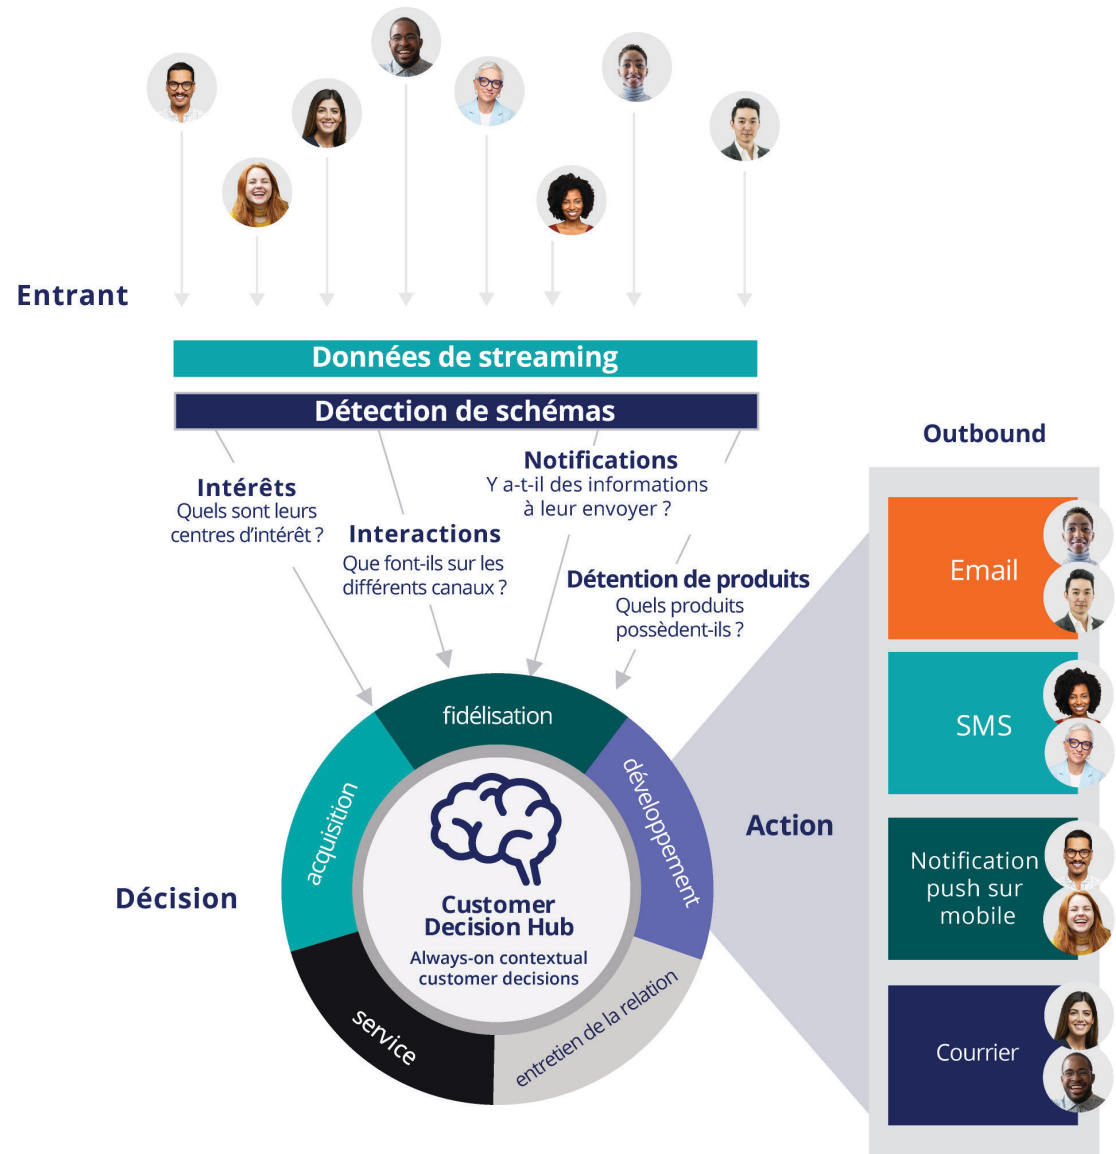 Entrant
Données de streaming
Détection de schémas
Intérêts
Quels sont leurs
centres d’intérêt ?
Interactions
Que font-ils sur les
différents canaux ?
Notifications
Y a-t-il des informations
à leur envoyer ?
Détention de produits
Quels produits
possèdent-ils ?
Décision
acquisition
fidélisation
développement
entretien de la relation
service
Customer
Decision Hub
Always-on contextual
customer decisions
Action
Outbound
Email
SMS
Notification
push sur
mobile
Courrier